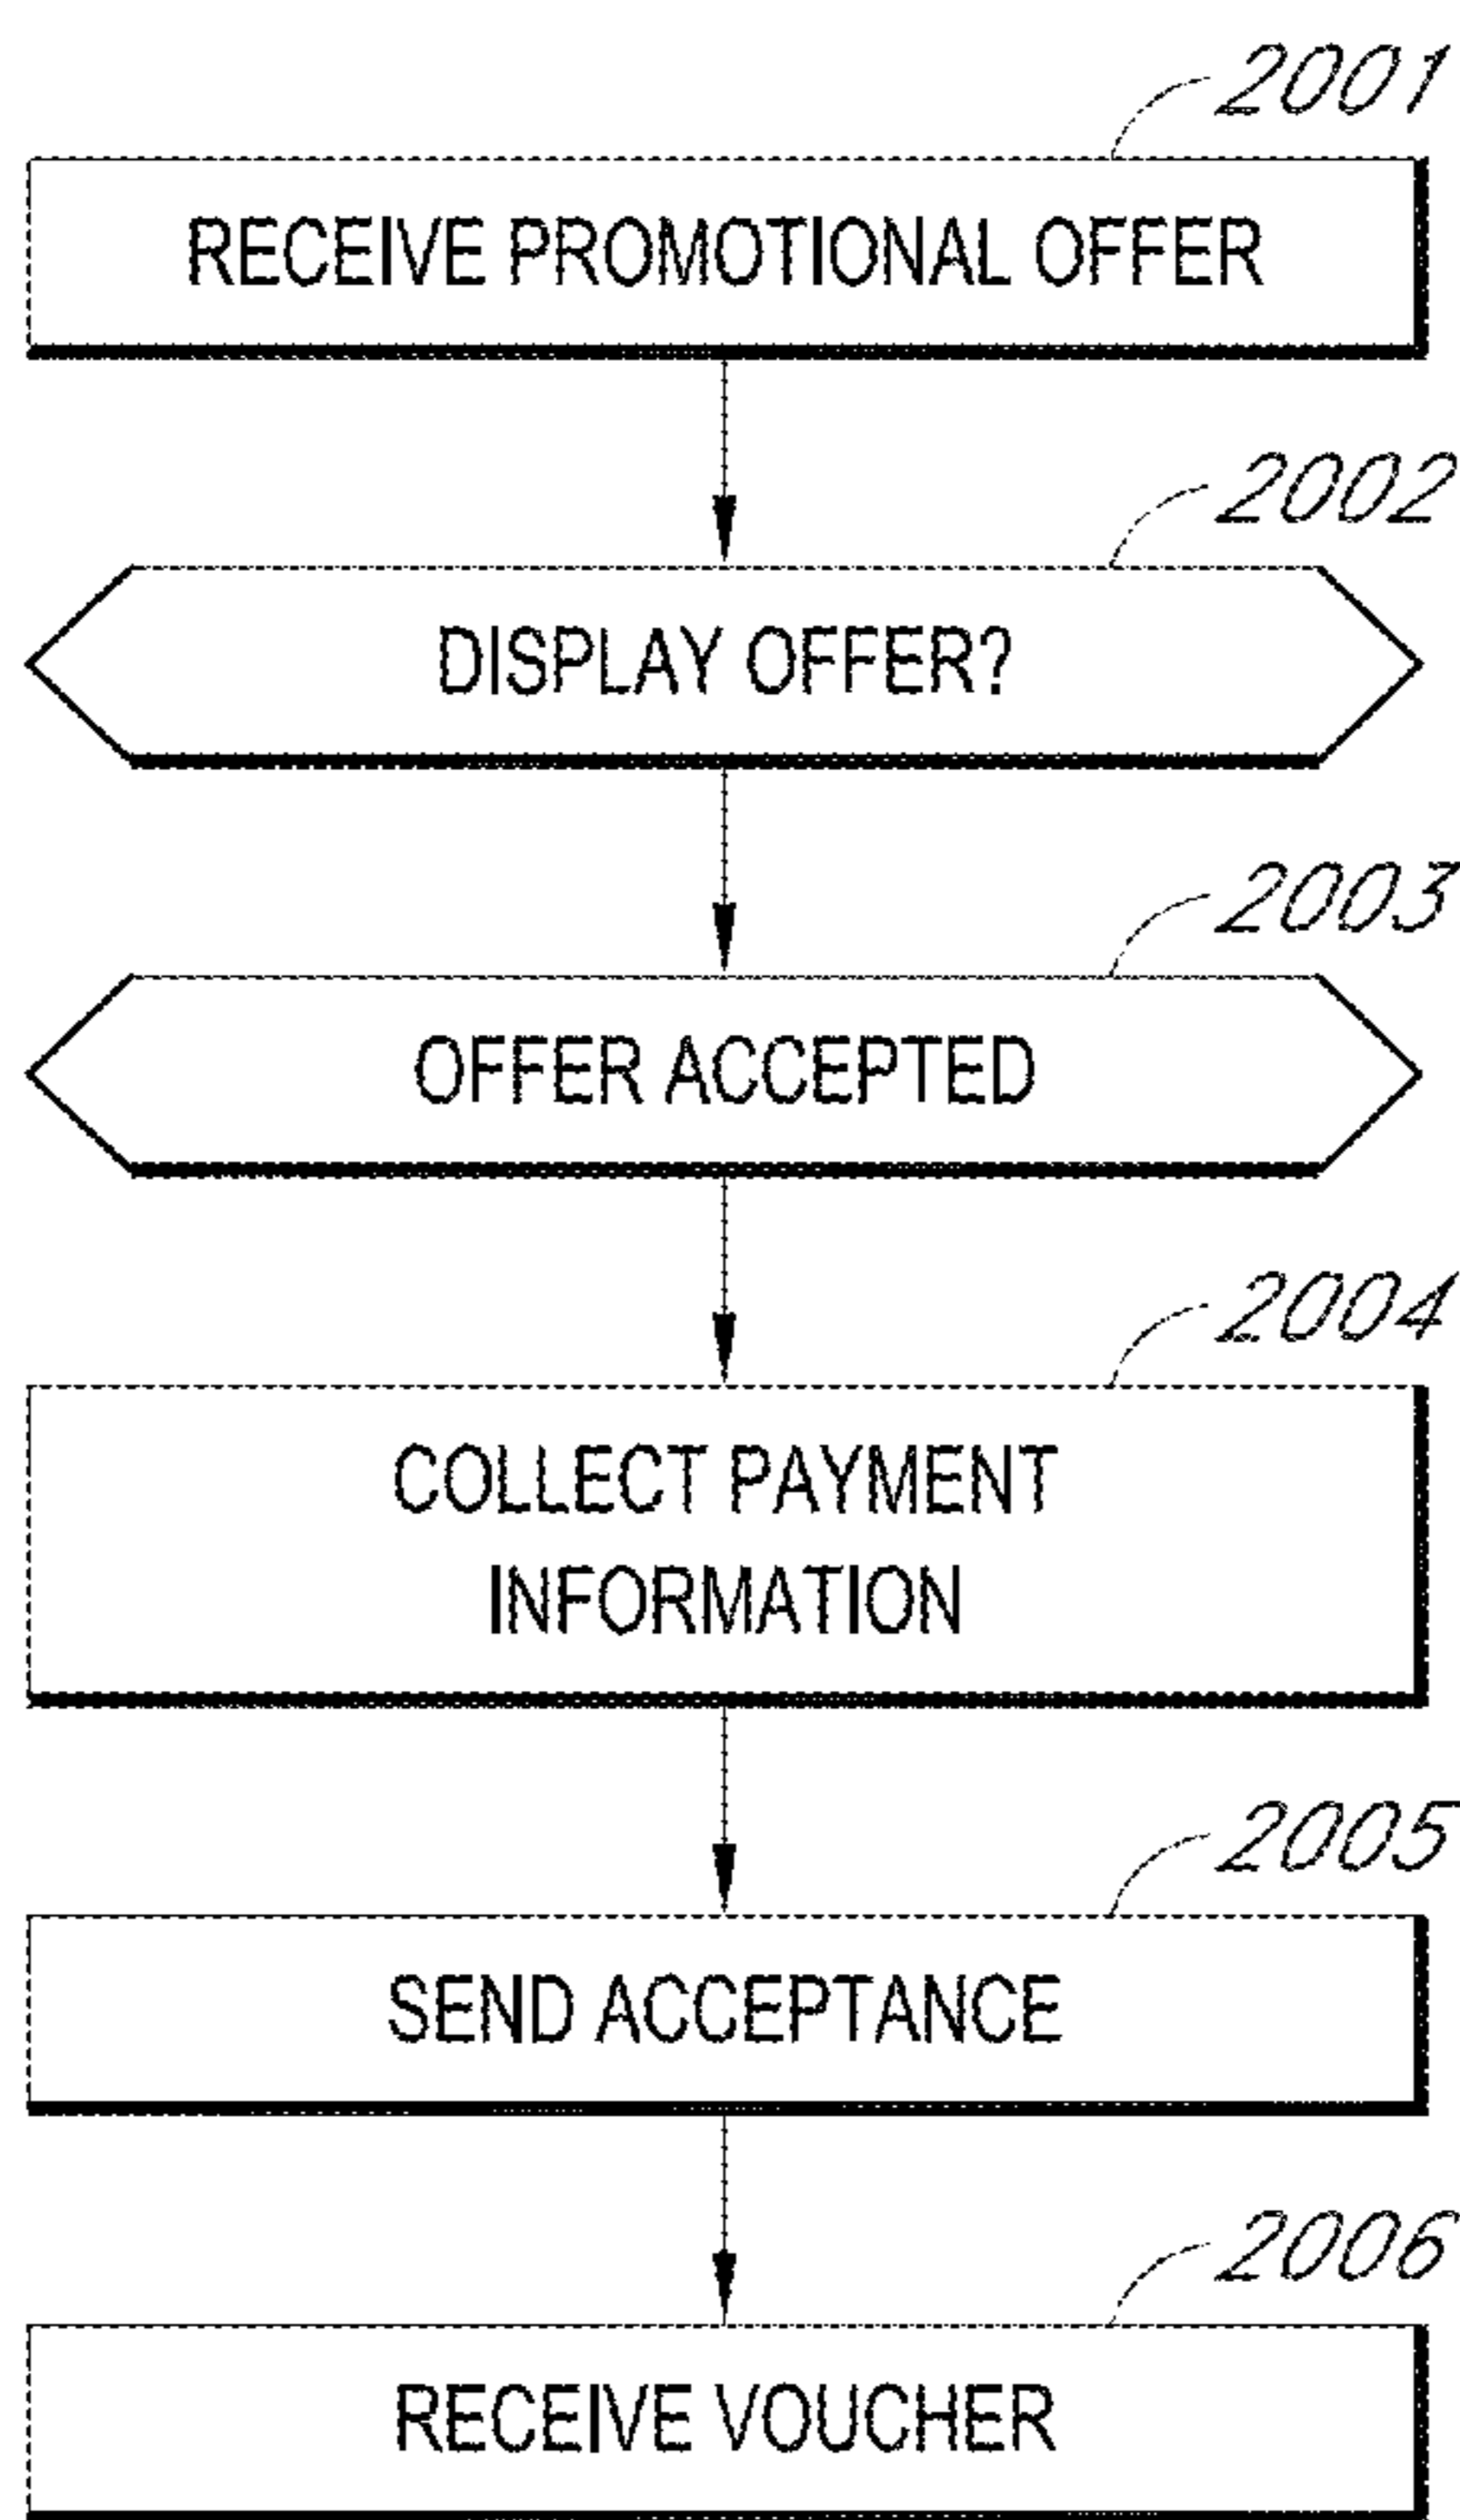 2001
RECEIVE PROMOTIONAL OFFER
2002
DISPLAY OFFER?
2003
OFFER ACCEPTED
2004
COLLECT PAYMENT
INFORMATION
2005
SEND ACCEPTANCE
2006
RECEIVE VOUCHER